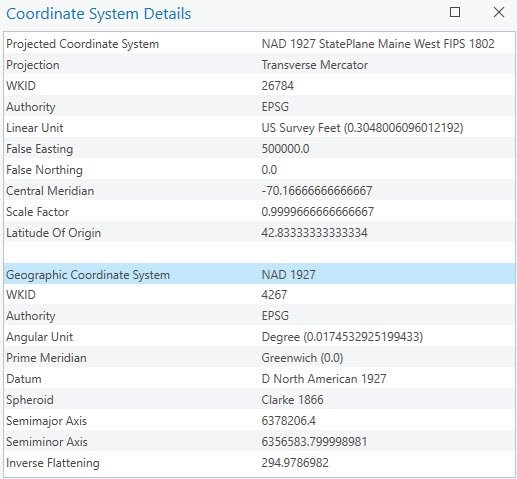 Coordinate System Details
Projected Coordinate System NAD 1927 StatePlane Maine West FIPS 1802
Projection Transverse Mercator
WKID 26784
Authority EPSG
Linear Unit US Survey Feet (0.3048006096012192)
False Easting 500000.0
False Northing 0.0
Central Meridian -70.16666666666667
Scale Factor 0.9999666666666667
Latitude Of Origin 42.83333333333334
Geographic Coordinate System NAD 1927
WKID 4267
Authority EPSG
Angular Unit Degree (0.0174532925199433)
Prime Meridian Greenwich (0.0)
Datum D North American 1927
Spheroid Clarke 1866
Semimajor Axis 6378206.4
Semiminor Axis 6356583.799998981
Inverse Flattening 294.9786982